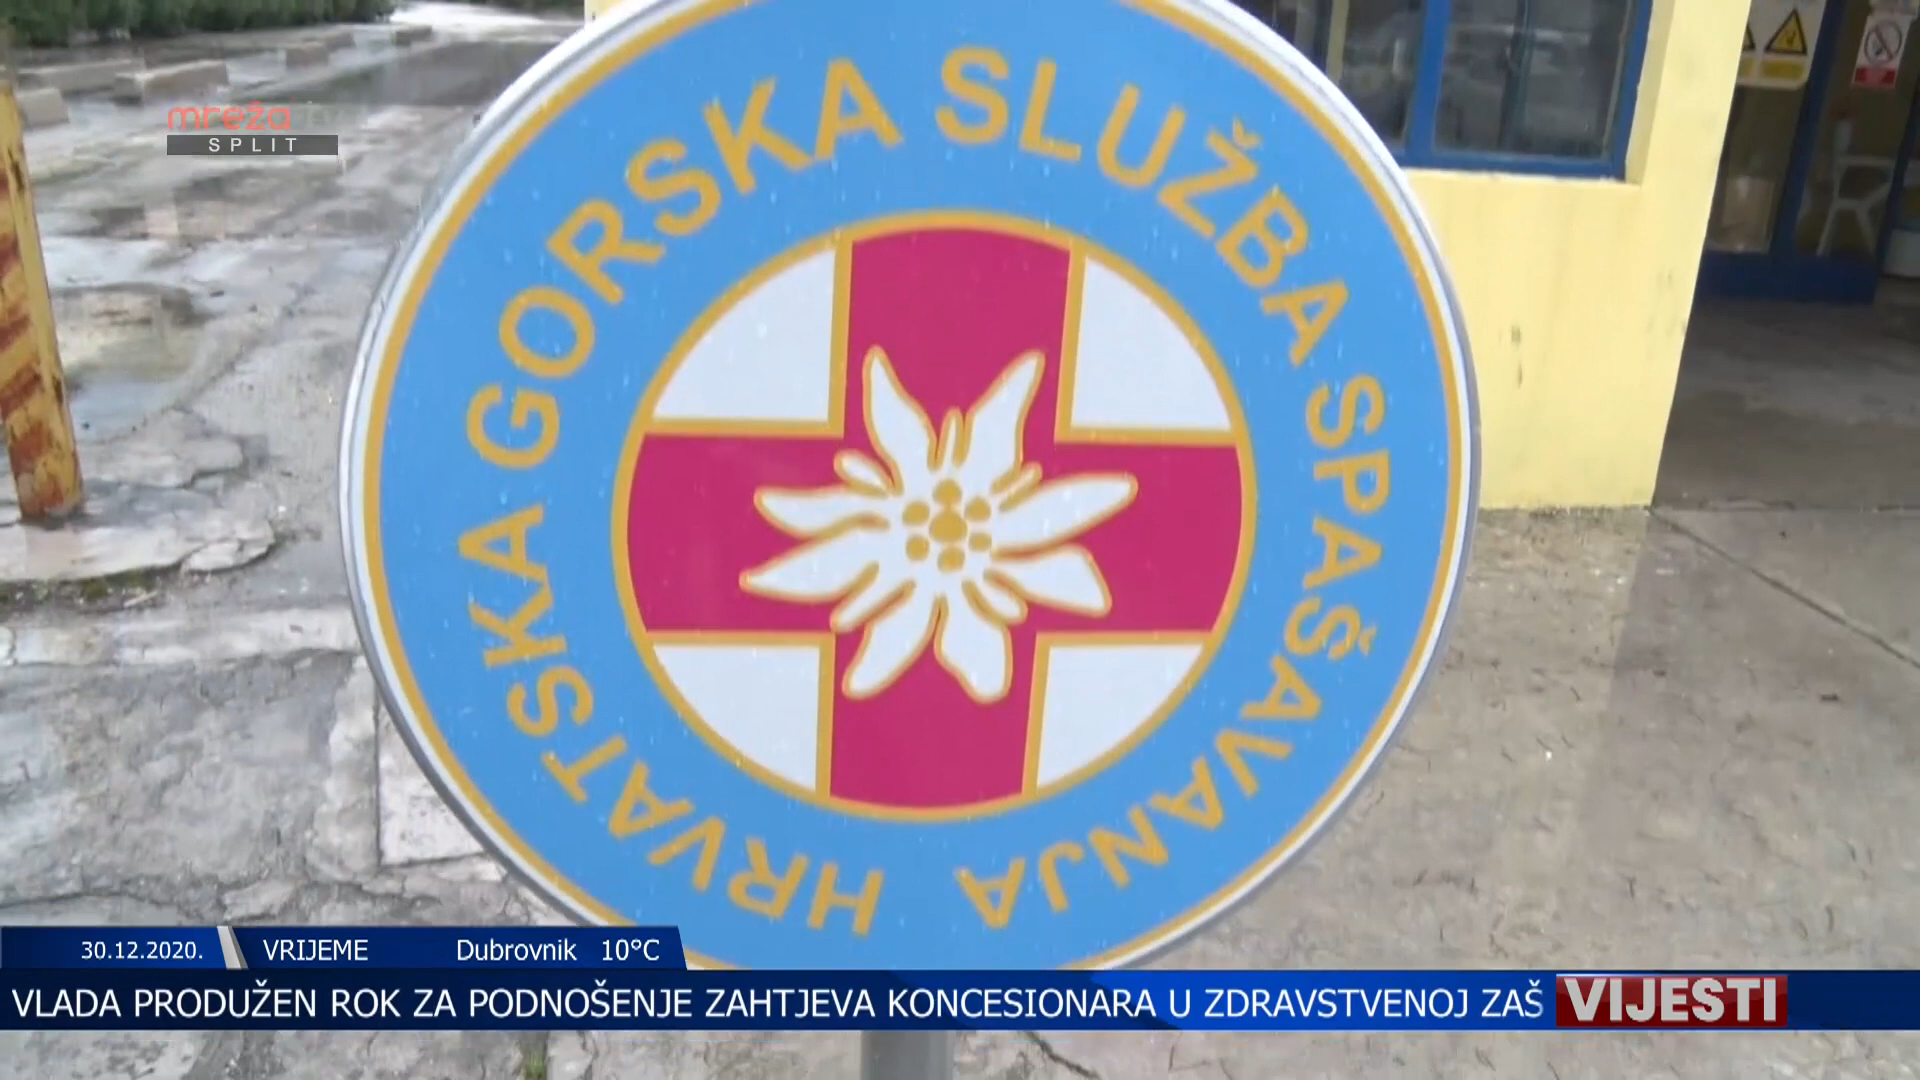 mreža
SPLIT
HRVATSKA GORSKA SLUŽBA SPAŠAVANJA
30.12.2020. VRIJEME Dubrovnik 10°C
VLADA PRODUŽEN ROK ZA PODNOŠENJE ZAHTJEVA KONCESIONARA U ZDRAVSTVENOJ ZAŠ
VIJESTI